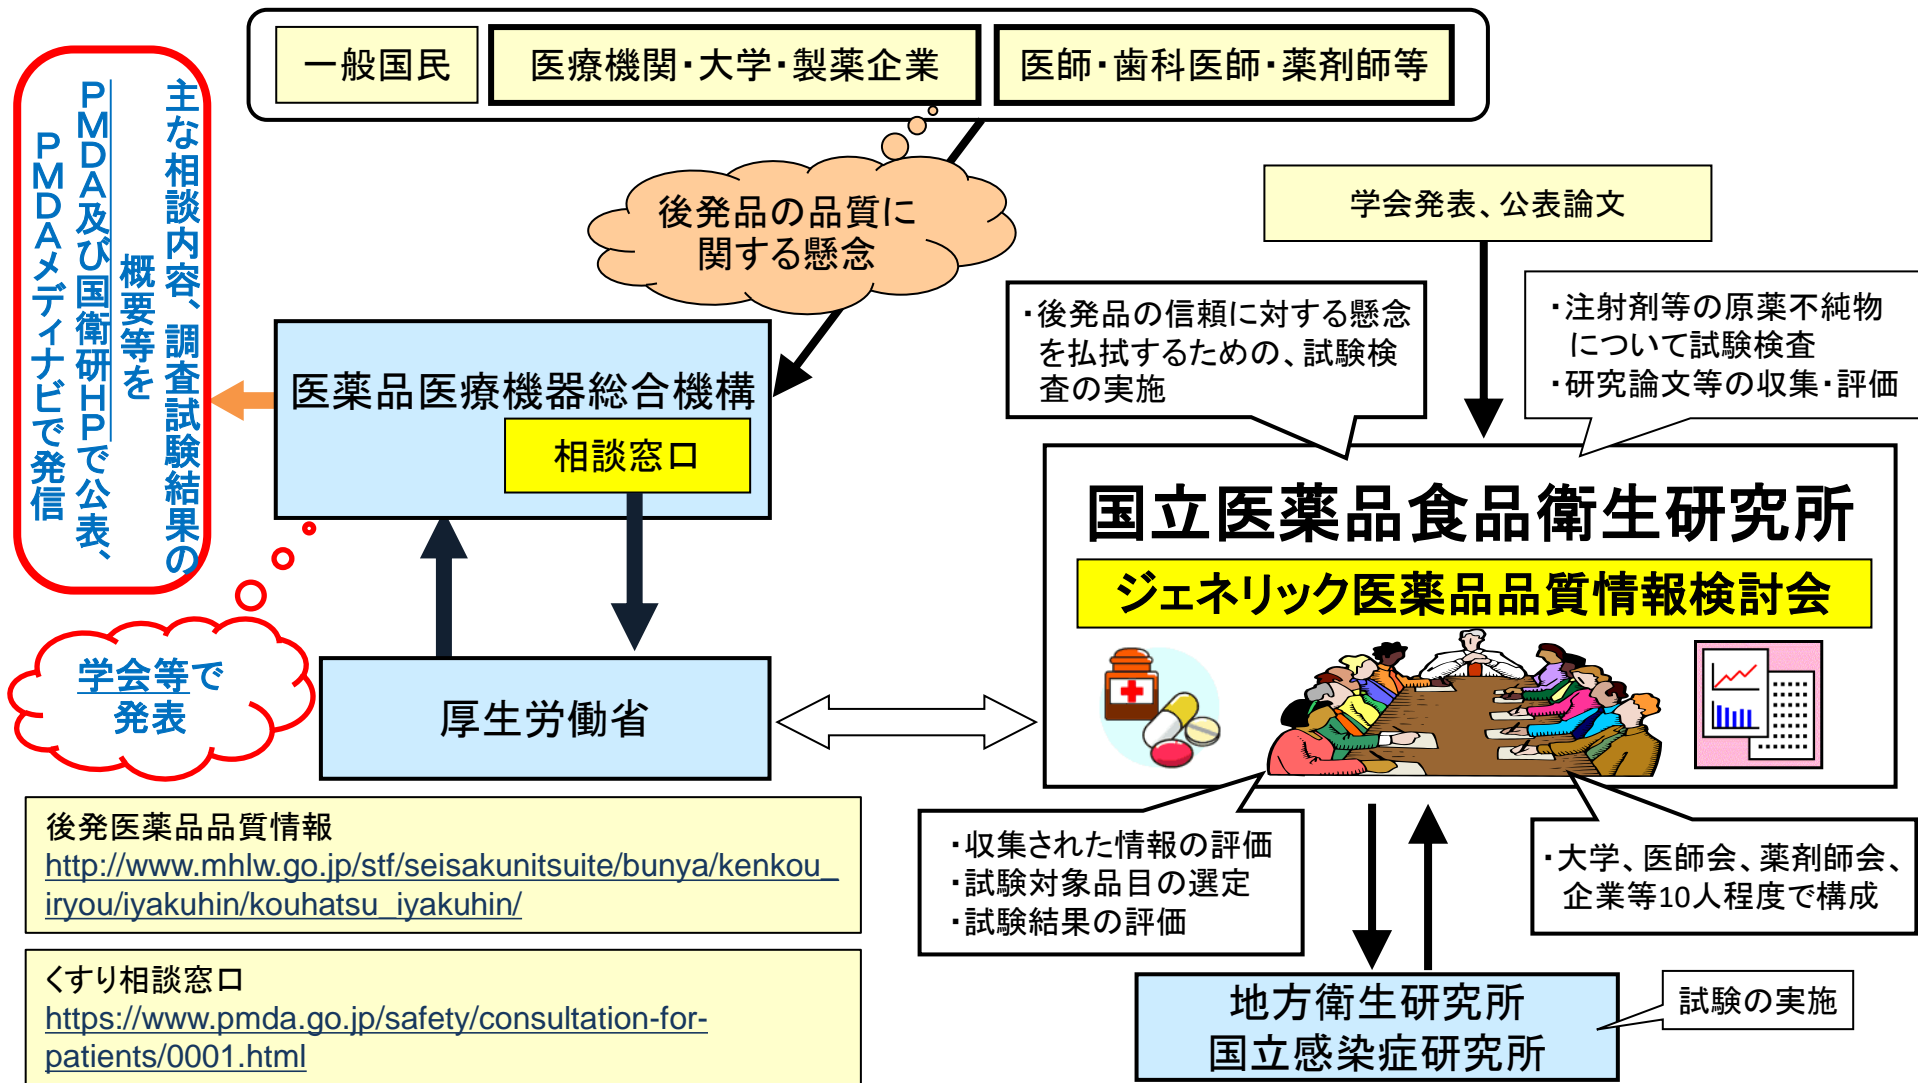 一般国民
医療機関・大学・製薬企業
医師・歯科医師・薬剤師等
主な相談内容、調査試験結果の
概要等を
ＰＭＤＡ及び国衛研ＨＰで公表、
ＰＭＤＡメディナビで発信
後発品の品質に
関する懸念
学会発表、公表論文
・後発品の信頼に対する懸念
を払拭するための、試験検
査の実施
・注射剤等の原薬不純物
について試験検査
・研究論文等の収集・評価
医薬品医療機器総合機構
相談窓口
国立医薬品食品衛生研究所
ジェネリック医薬品品質情報検討会
学会等で
発表
厚生労働省
後発医薬品品質情報
http://www.mhlw.go.jp/stf/seisakunitsuite/bunya/kenkou_
iryou/iyakuhin/kouhatsu_iyakuhin/
・収集された情報の評価
・試験対象品目の選定
・試験結果の評価
・大学、医師会、薬剤師会、
企業等10人程度で構成
くすり相談窓口
https://www.pmda.go.jp/safety/consultation-for-
patients/0001.html
地方衛生研究所
国立感染症研究所
試験の実施